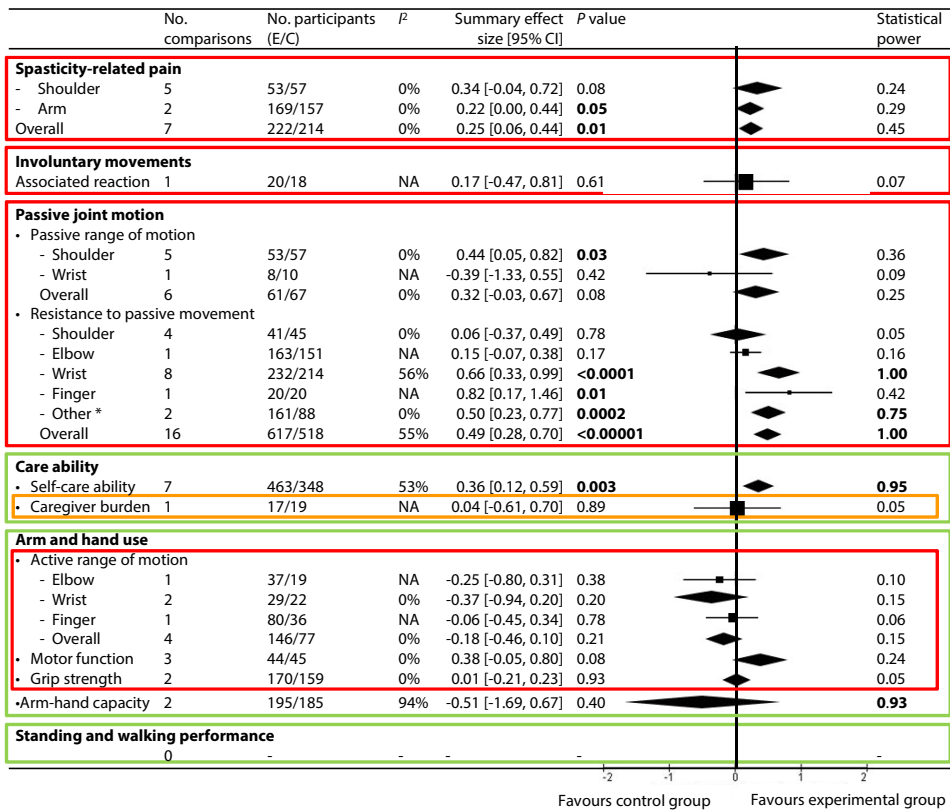 No. comparisons No. participants (E/C) I² Summary effect size [95% CI] P value Statistical power
Spasticity-related pain
- Shoulder 5 53/57 0% 0.34 [-0.04, 0.72] 0.08 0.24
- Arm 2 169/157 0% 0.22 [0.00, 0.44] 0.05 0.29
Overall 7 222/214 0% 0.25 [0.06, 0.44] 0.01 0.45
Involuntary movements
Associated reaction 1 20/18 NA 0.17 [-0.47, 0.81] 0.61 0.07
Passive joint motion
• Passive range of motion
- Shoulder 5 53/57 0% 0.44 [0.05, 0.82] 0.03 0.36
- Wrist 1 8/10 NA -0.39 [-1.33, 0.55] 0.42 0.09
Overall 6 61/67 0% 0.32 [-0.03, 0.67] 0.08 0.25
• Resistance to passive movement
- Shoulder 4 41/45 0% 0.06 [-0.37, 0.49] 0.78 0.05
- Elbow 1 163/151 NA 0.15 [-0.07, 0.38] 0.17 0.16
- Wrist 8 232/214 56% 0.66 [0.33, 0.99] <0.0001 1.00
- Finger 1 20/20 NA 0.82 [0.17, 1.46] 0.01 0.42
- Other * 2 161/88 0% 0.50 [0.23, 0.77] 0.0002 0.75
Overall 16 617/518 55% 0.49 [0.28, 0.70] <0.00001 1.00
Care ability
• Self-care ability 7 463/348 53% 0.36 [0.12, 0.59] 0.003 0.95
• Caregiver burden 1 17/19 NA 0.04 [-0.61, 0.70] 0.89 0.05
Arm and hand use
• Active range of motion
- Elbow 1 37/19 NA -0.25 [-0.80, 0.31] 0.38 0.10
- Wrist 2 29/22 0% -0.37 [-0.94, 0.20] 0.20 0.15
- Finger 1 80/36 NA -0.06 [-0.45, 0.34] 0.78 0.06
- Overall 4 146/77 0% -0.18 [-0.46, 0.10] 0.21 0.15
• Motor function 3 44/45 0% 0.38 [-0.05, 0.80] 0.08 0.24
• Grip strength 2 170/159 0% 0.01 [-0.21, 0.23] 0.93 0.05
•Arm-hand capacity 2 195/185 94% -0.51 [-1.69, 0.67] 0.40 0.93
Standing and walking performance
0 - - - - -
-2 -1 0 1 2
Favours control group Favours experimental group